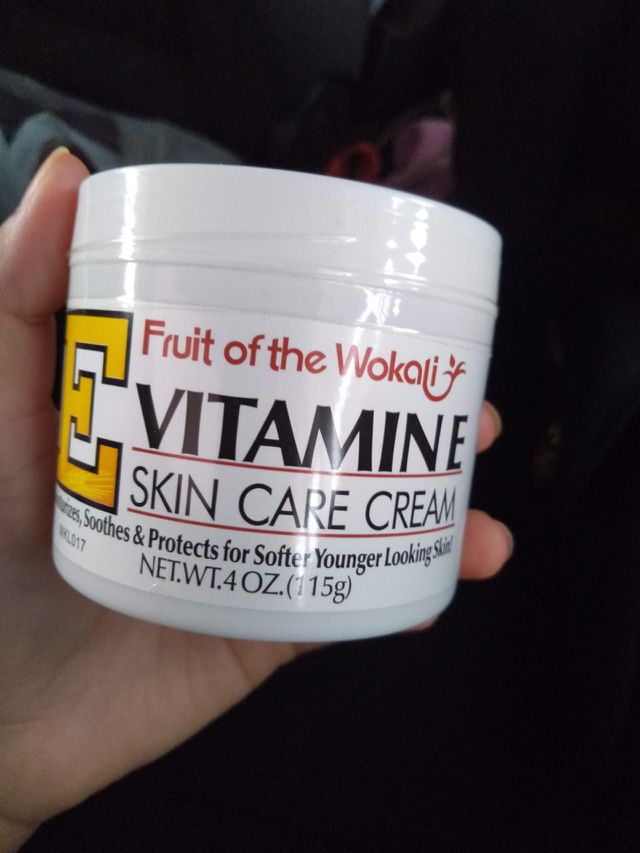 E
Fruit of the Wokali
VITAMIN E
SKIN CARE CREAM
Soothes & Protects for Softer Younger Looking Skin!
WKL017
NET.WT.4 OZ.(115g)